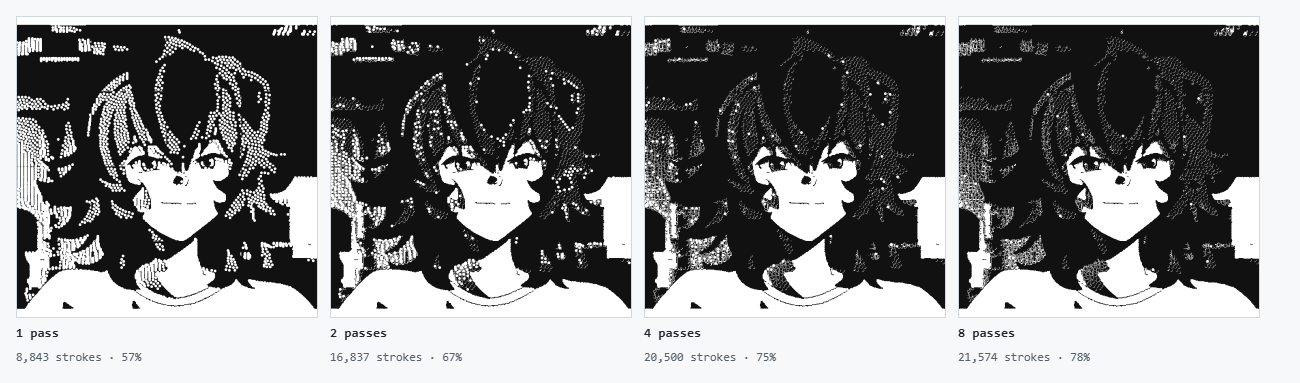 1 pass
8,843 strokes · 57%
2 passes
16,837 strokes · 67%
4 passes
20,500 strokes · 75%
8 passes
21,574 strokes · 78%